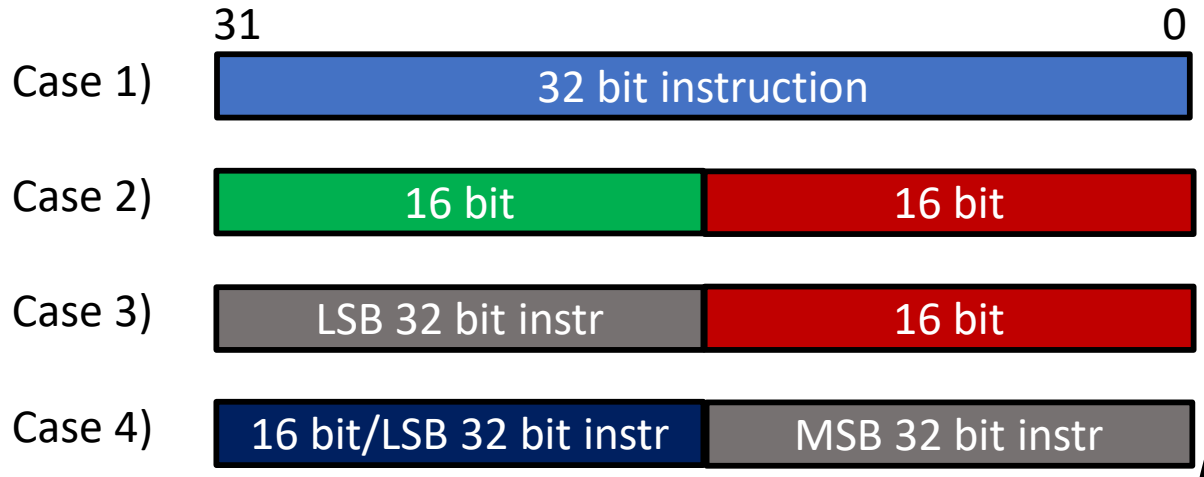 31 0
Case 1) 32 bit instruction
Case 2) 16 bit 16 bit
Case 3) LSB 32 bit instr 16 bit
Case 4) 16 bit/LSB 32 bit instr MSB 32 bit instr